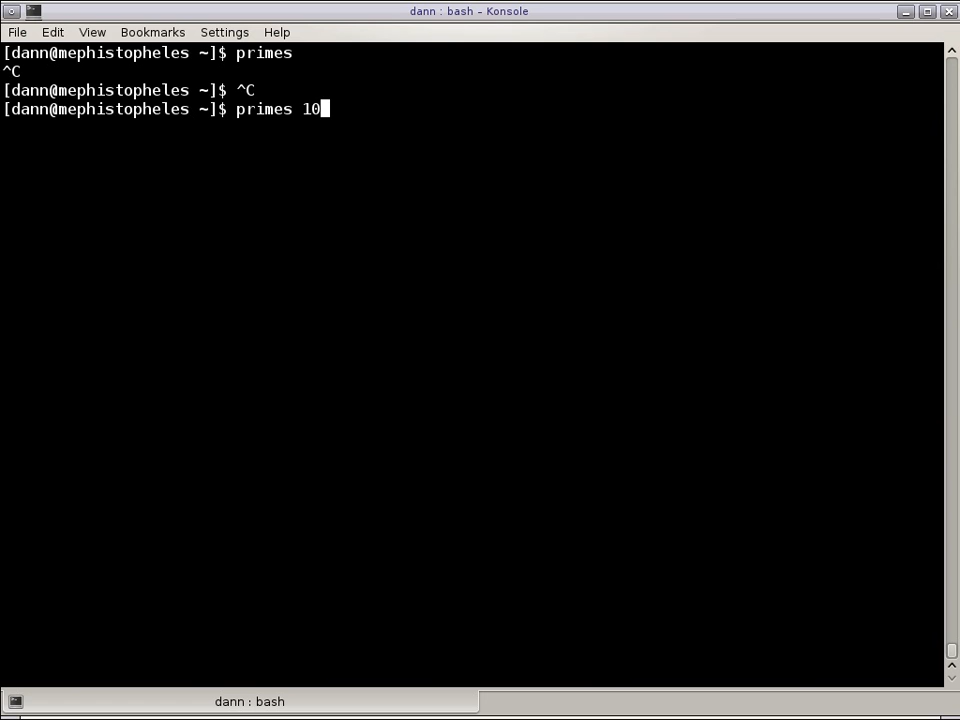 dann : bash - Konsole
File Edit View Bookmarks Settings Help
[dann@mephistopheles ~]$ primes
^C
[dann@mephistopheles ~]$ ^C
[dann@mephistopheles ~]$ primes 10
dann : bash